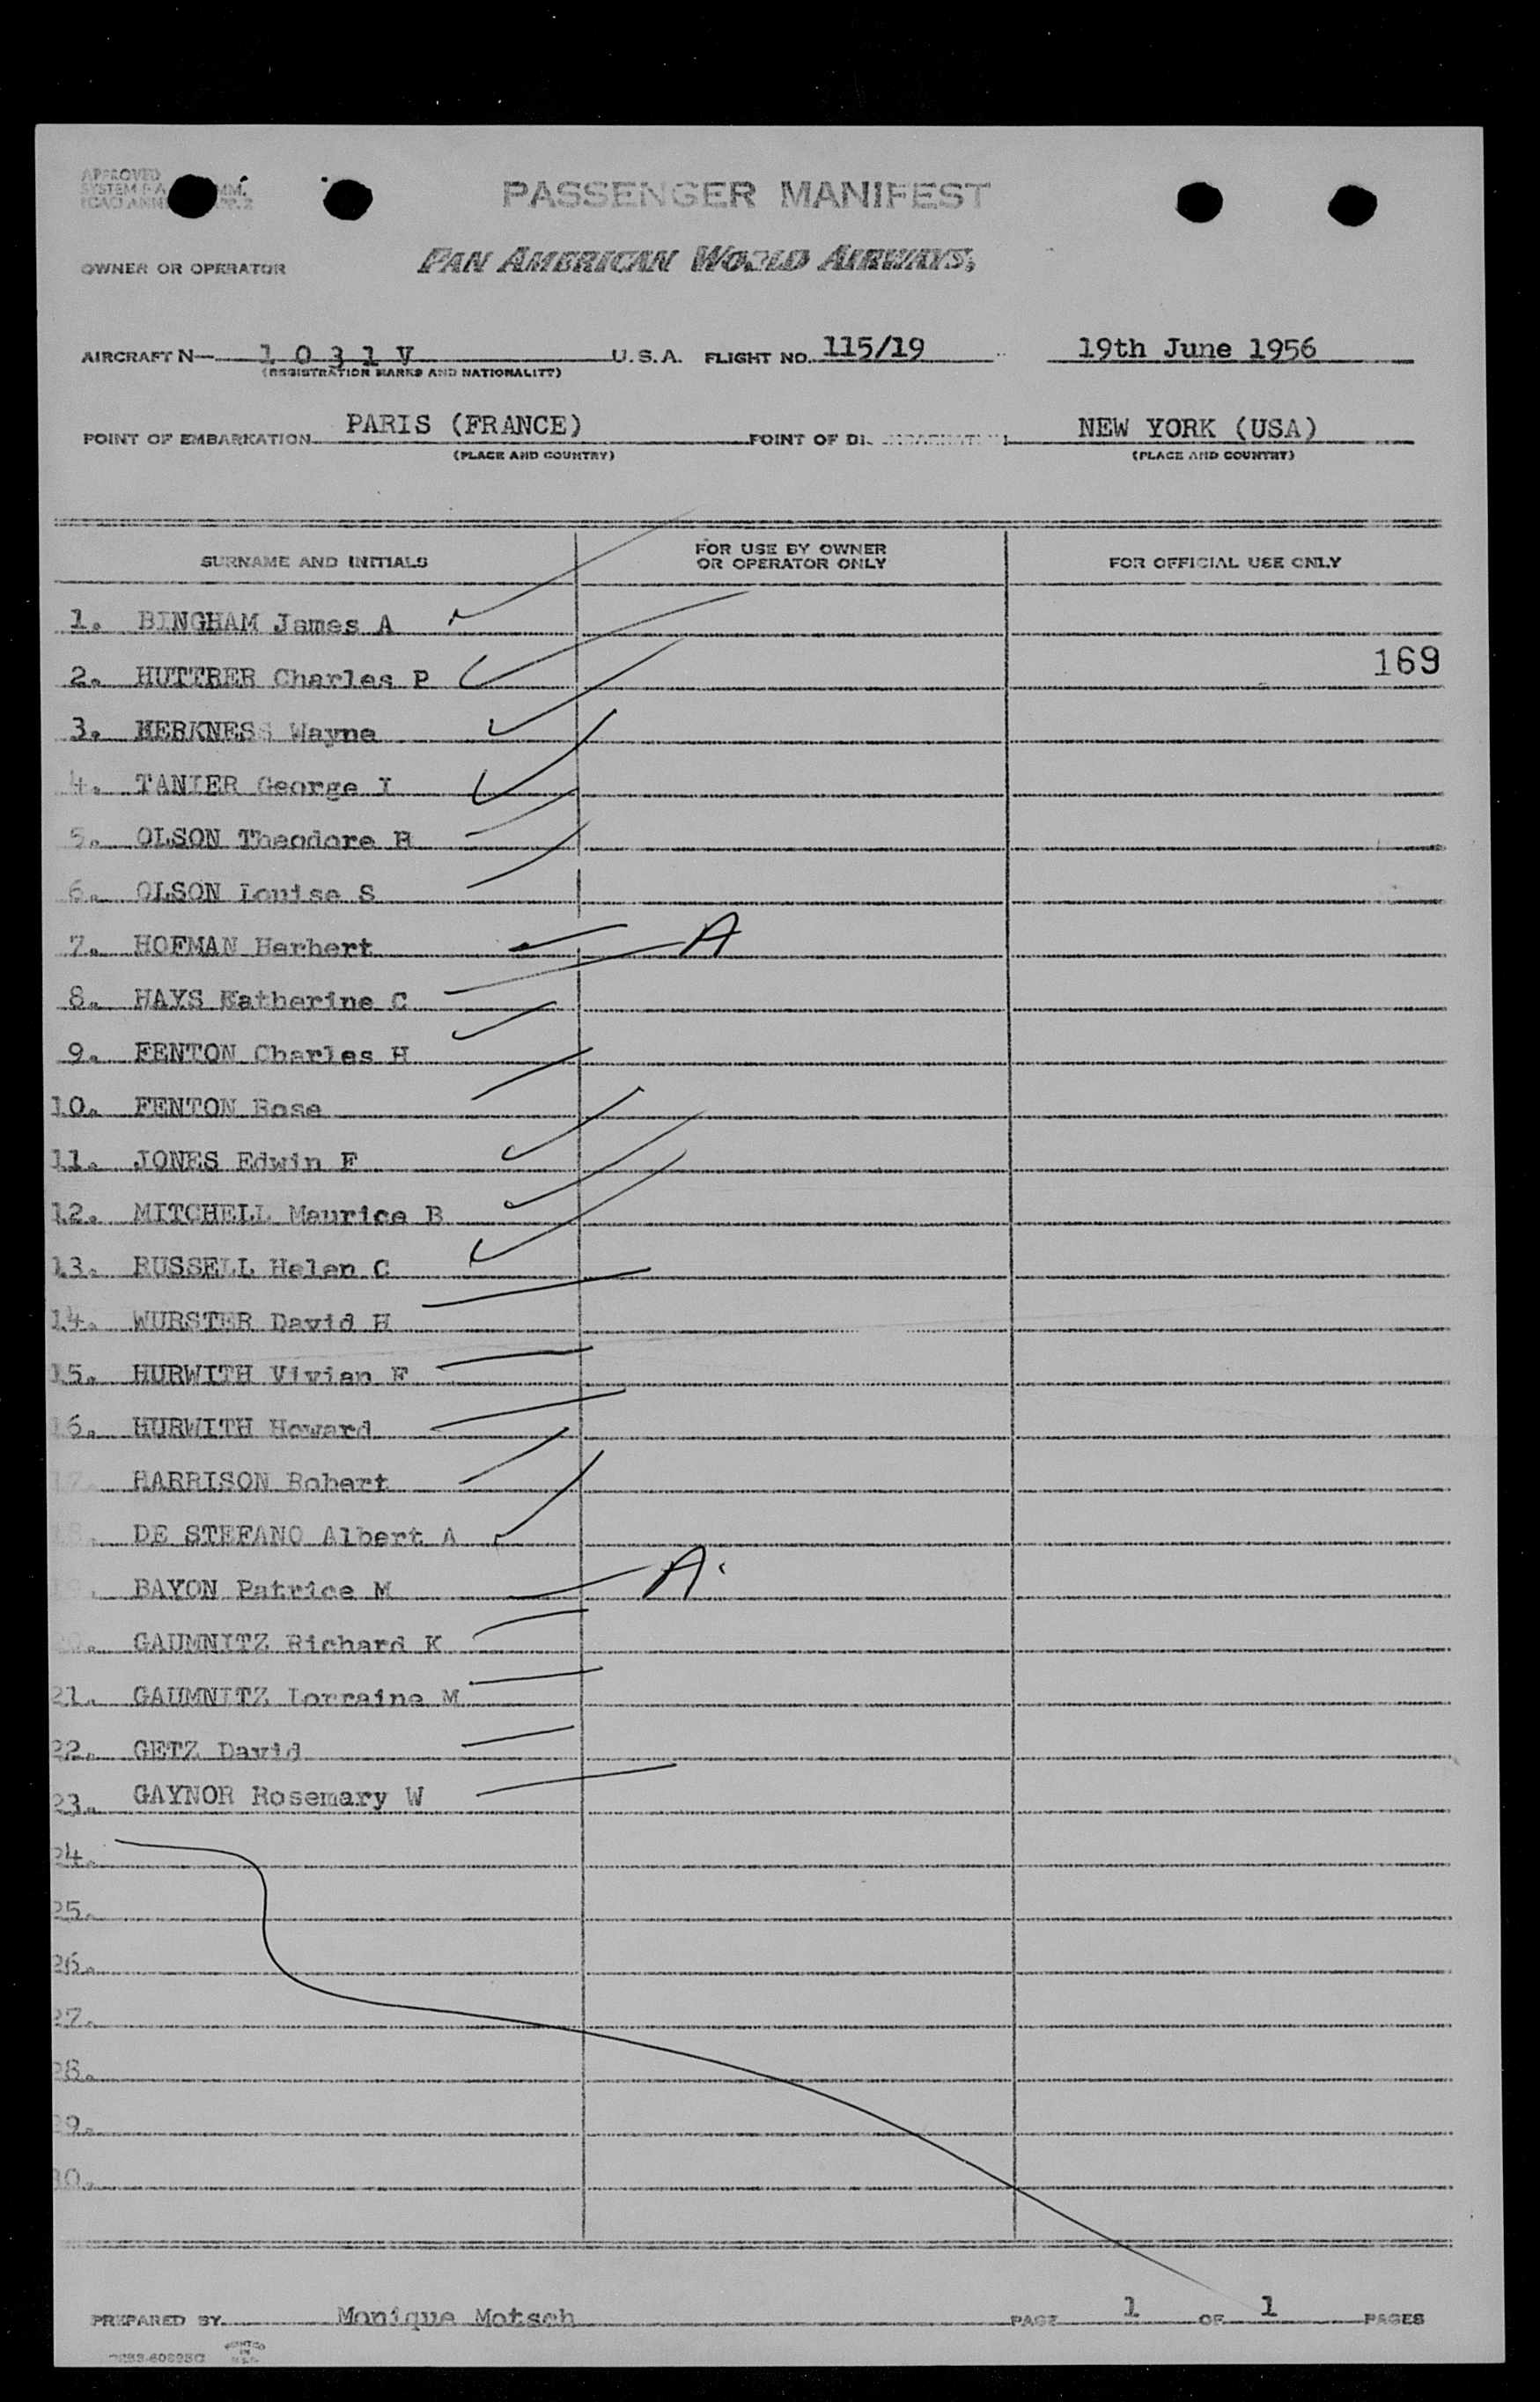 APPROVED
PASSENGER MANIFEST
OWNER OR OPERATOR PAN AMERICAN WORLD AIRWAYS,
AIRCRAFT N- 1 0 3 1 V U.S.A. FLIGHT NO. 115/19 19th June 1956
(REGISTRATION MARKS AND NATIONALITY)
POINT OF EMBARKATION PARIS (FRANCE) POINT OF NEW YORK (USA)
(PLACE AND COUNTRY) (PLACE AND COUNTRY)
SURNAME AND INITIALS FOR USE BY OWNER OR OPERATOR ONLY FOR OFFICIAL USE ONLY
1. BINGHAM James A
169
2. HUTTRER Charles P
3. HERKNESS Wayne
4. TANIER George I
5. OLSON Theodore B
6. OLSON Louise S
7. HOFMAN Herbert A
8. HAYS Katherine C
9. FENTON Charles H
10. FENTON Rose
11. JONES Edwin F
12. MITCHELL Maurice B
13. RUSSELL Helen C
14. WURSTER David H
15. HURWITH Vivian F
16. HURWITH Howard
17. HARRISON Robert
18. DE STEFANO Albert A
19. BAYON Patrice M A
20. GAUMNITZ Richard K
21. GAUMNITZ Lorraine M
22. GETZ David
23. GAYNOR Rosemary W
24.
25.
26.
27.
28.
29.
30.
PREPARED BY Monique Motsch PAGE 1 OF 1 PAGES
PRINTED
IN